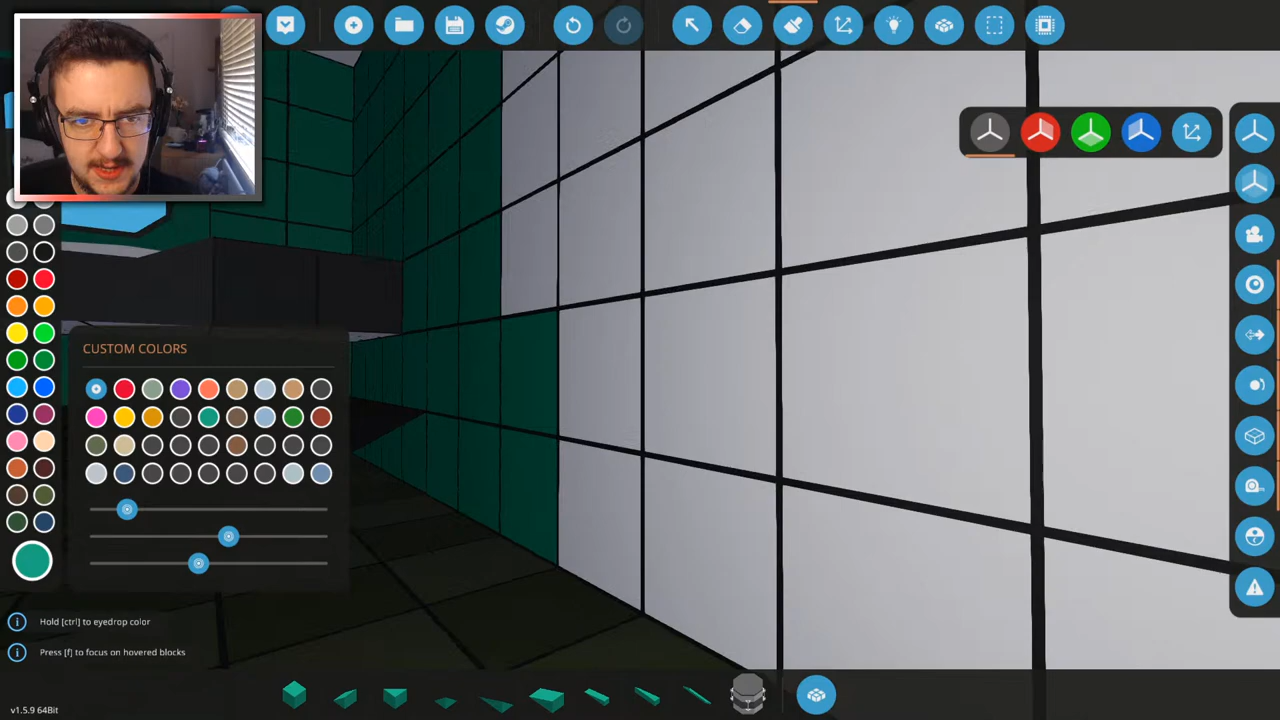 CUSTOM COLORS
Hold [ctrl] to eyedrop color
Press [f] to focus on hovered blocks
v1.5.9 64Bit